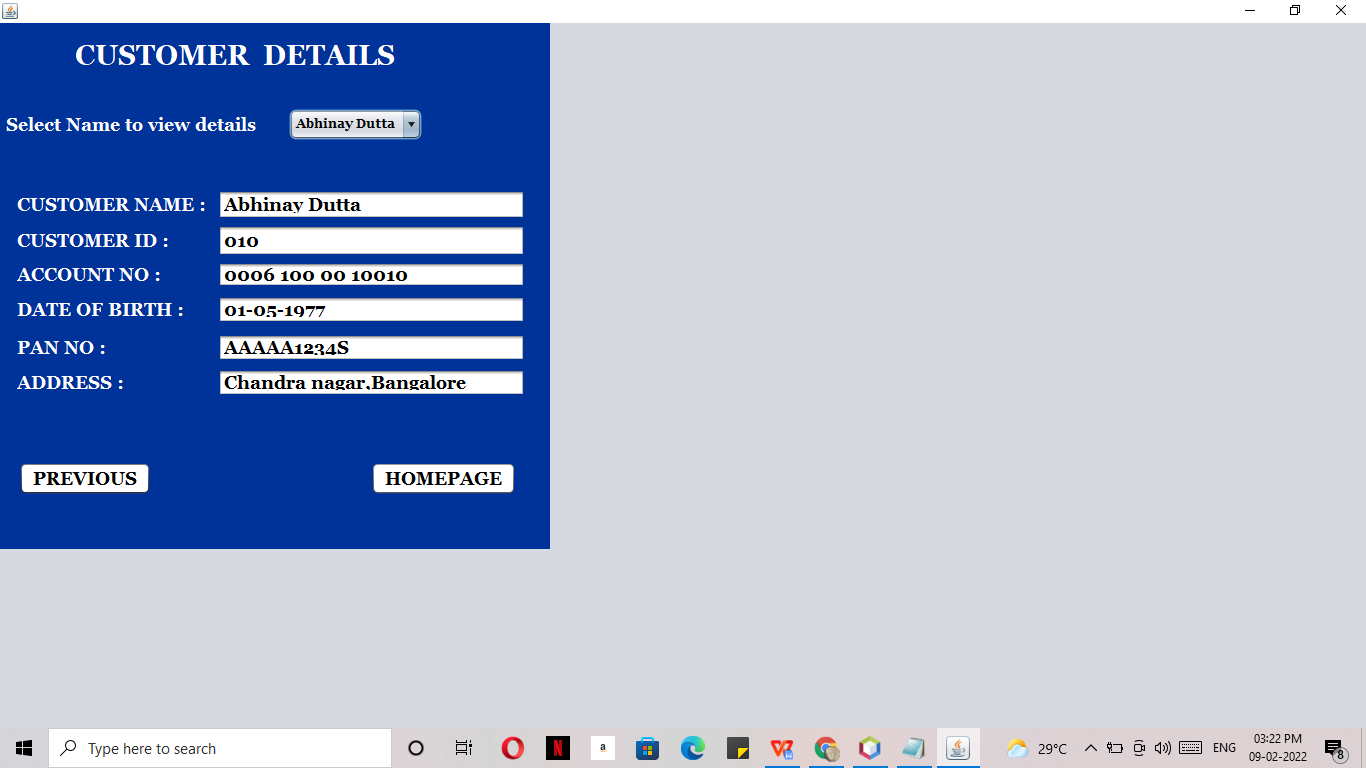 CUSTOMER DETAILS
Select Name to view details Abhinay Dutta
CUSTOMER NAME : Abhinay Dutta
CUSTOMER ID : 010
ACCOUNT NO : 0006 100 00 10010
DATE OF BIRTH : 01-05-1977
PAN NO : AAAAA1234S
ADDRESS : Chandra nagar,Bangalore
PREVIOUS HOMEPAGE
Type here to search N a W 29°C ENG 03:22 PM
09-02-2022 8